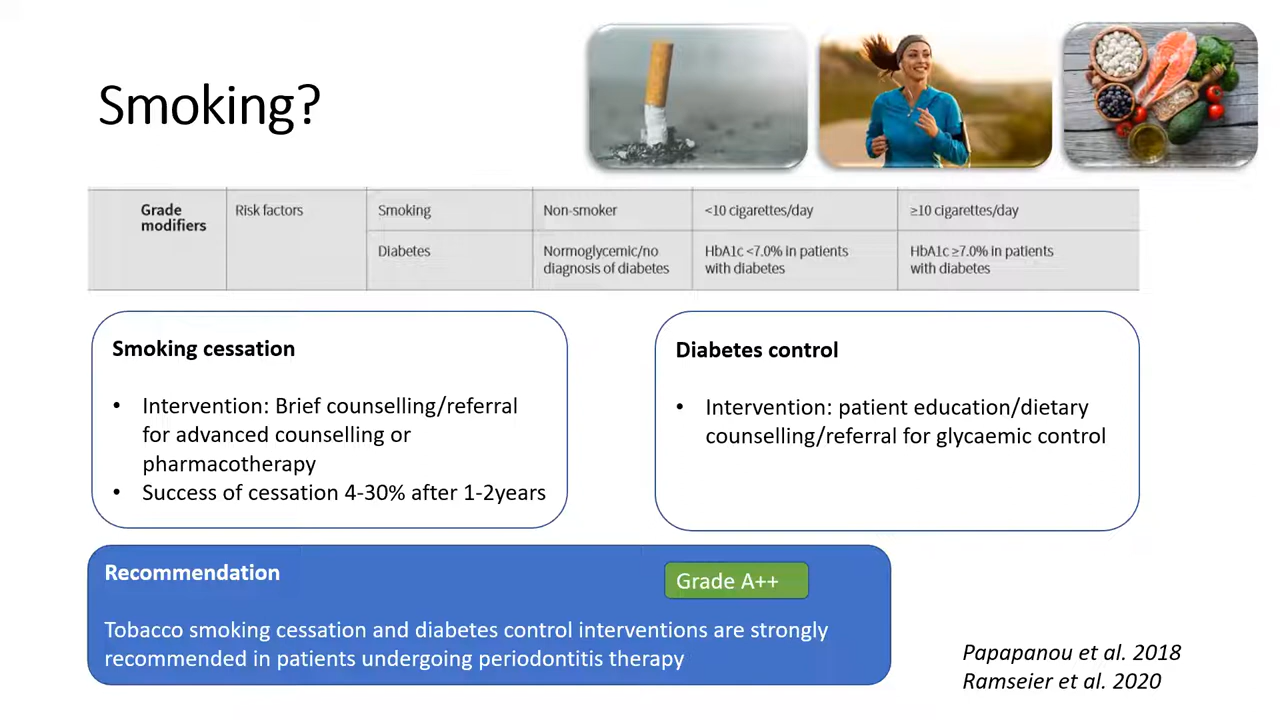 Smoking?
Grade modifiers
Risk factors
Smoking
Non-smoker
<10 cigarettes/day
≥10 cigarettes/day
Diabetes
Normoglycemic/no diagnosis of diabetes
HbA1c <7.0% in patients with diabetes
HbA1c ≥7.0% in patients with diabetes
Smoking cessation
• Intervention: Brief counselling/referral
for advanced counselling or
pharmacotherapy
• Success of cessation 4-30% after 1-2years
Diabetes control
• Intervention: patient education/dietary
counselling/referral for glycaemic control
Recommendation
Grade A++
Tobacco smoking cessation and diabetes control interventions are strongly
recommended in patients undergoing periodontitis therapy
Papapanou et al. 2018
Ramseier et al. 2020